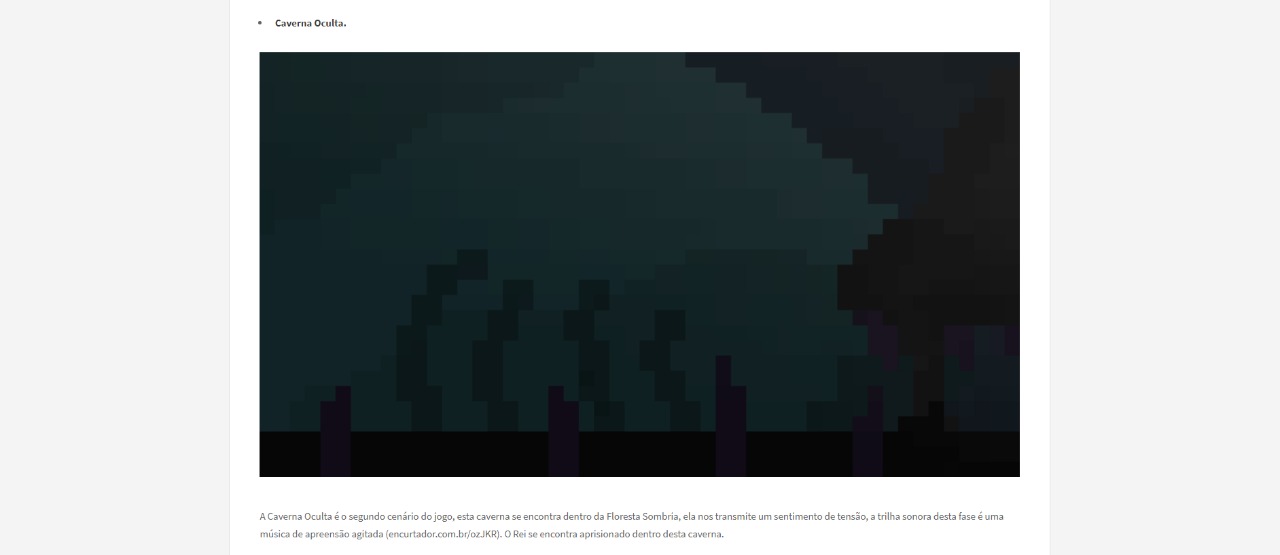 • Caverna Oculta.
A Caverna Oculta é o segundo cenário do jogo, esta caverna se encontra dentro da Floresta Sombria, ela nos transmite um sentimento de tensão, a trilha sonora desta fase é uma
música de apreensão agitada (encurtador.com.br/ozJKR). O Rei se encontra aprisionado dentro desta caverna.